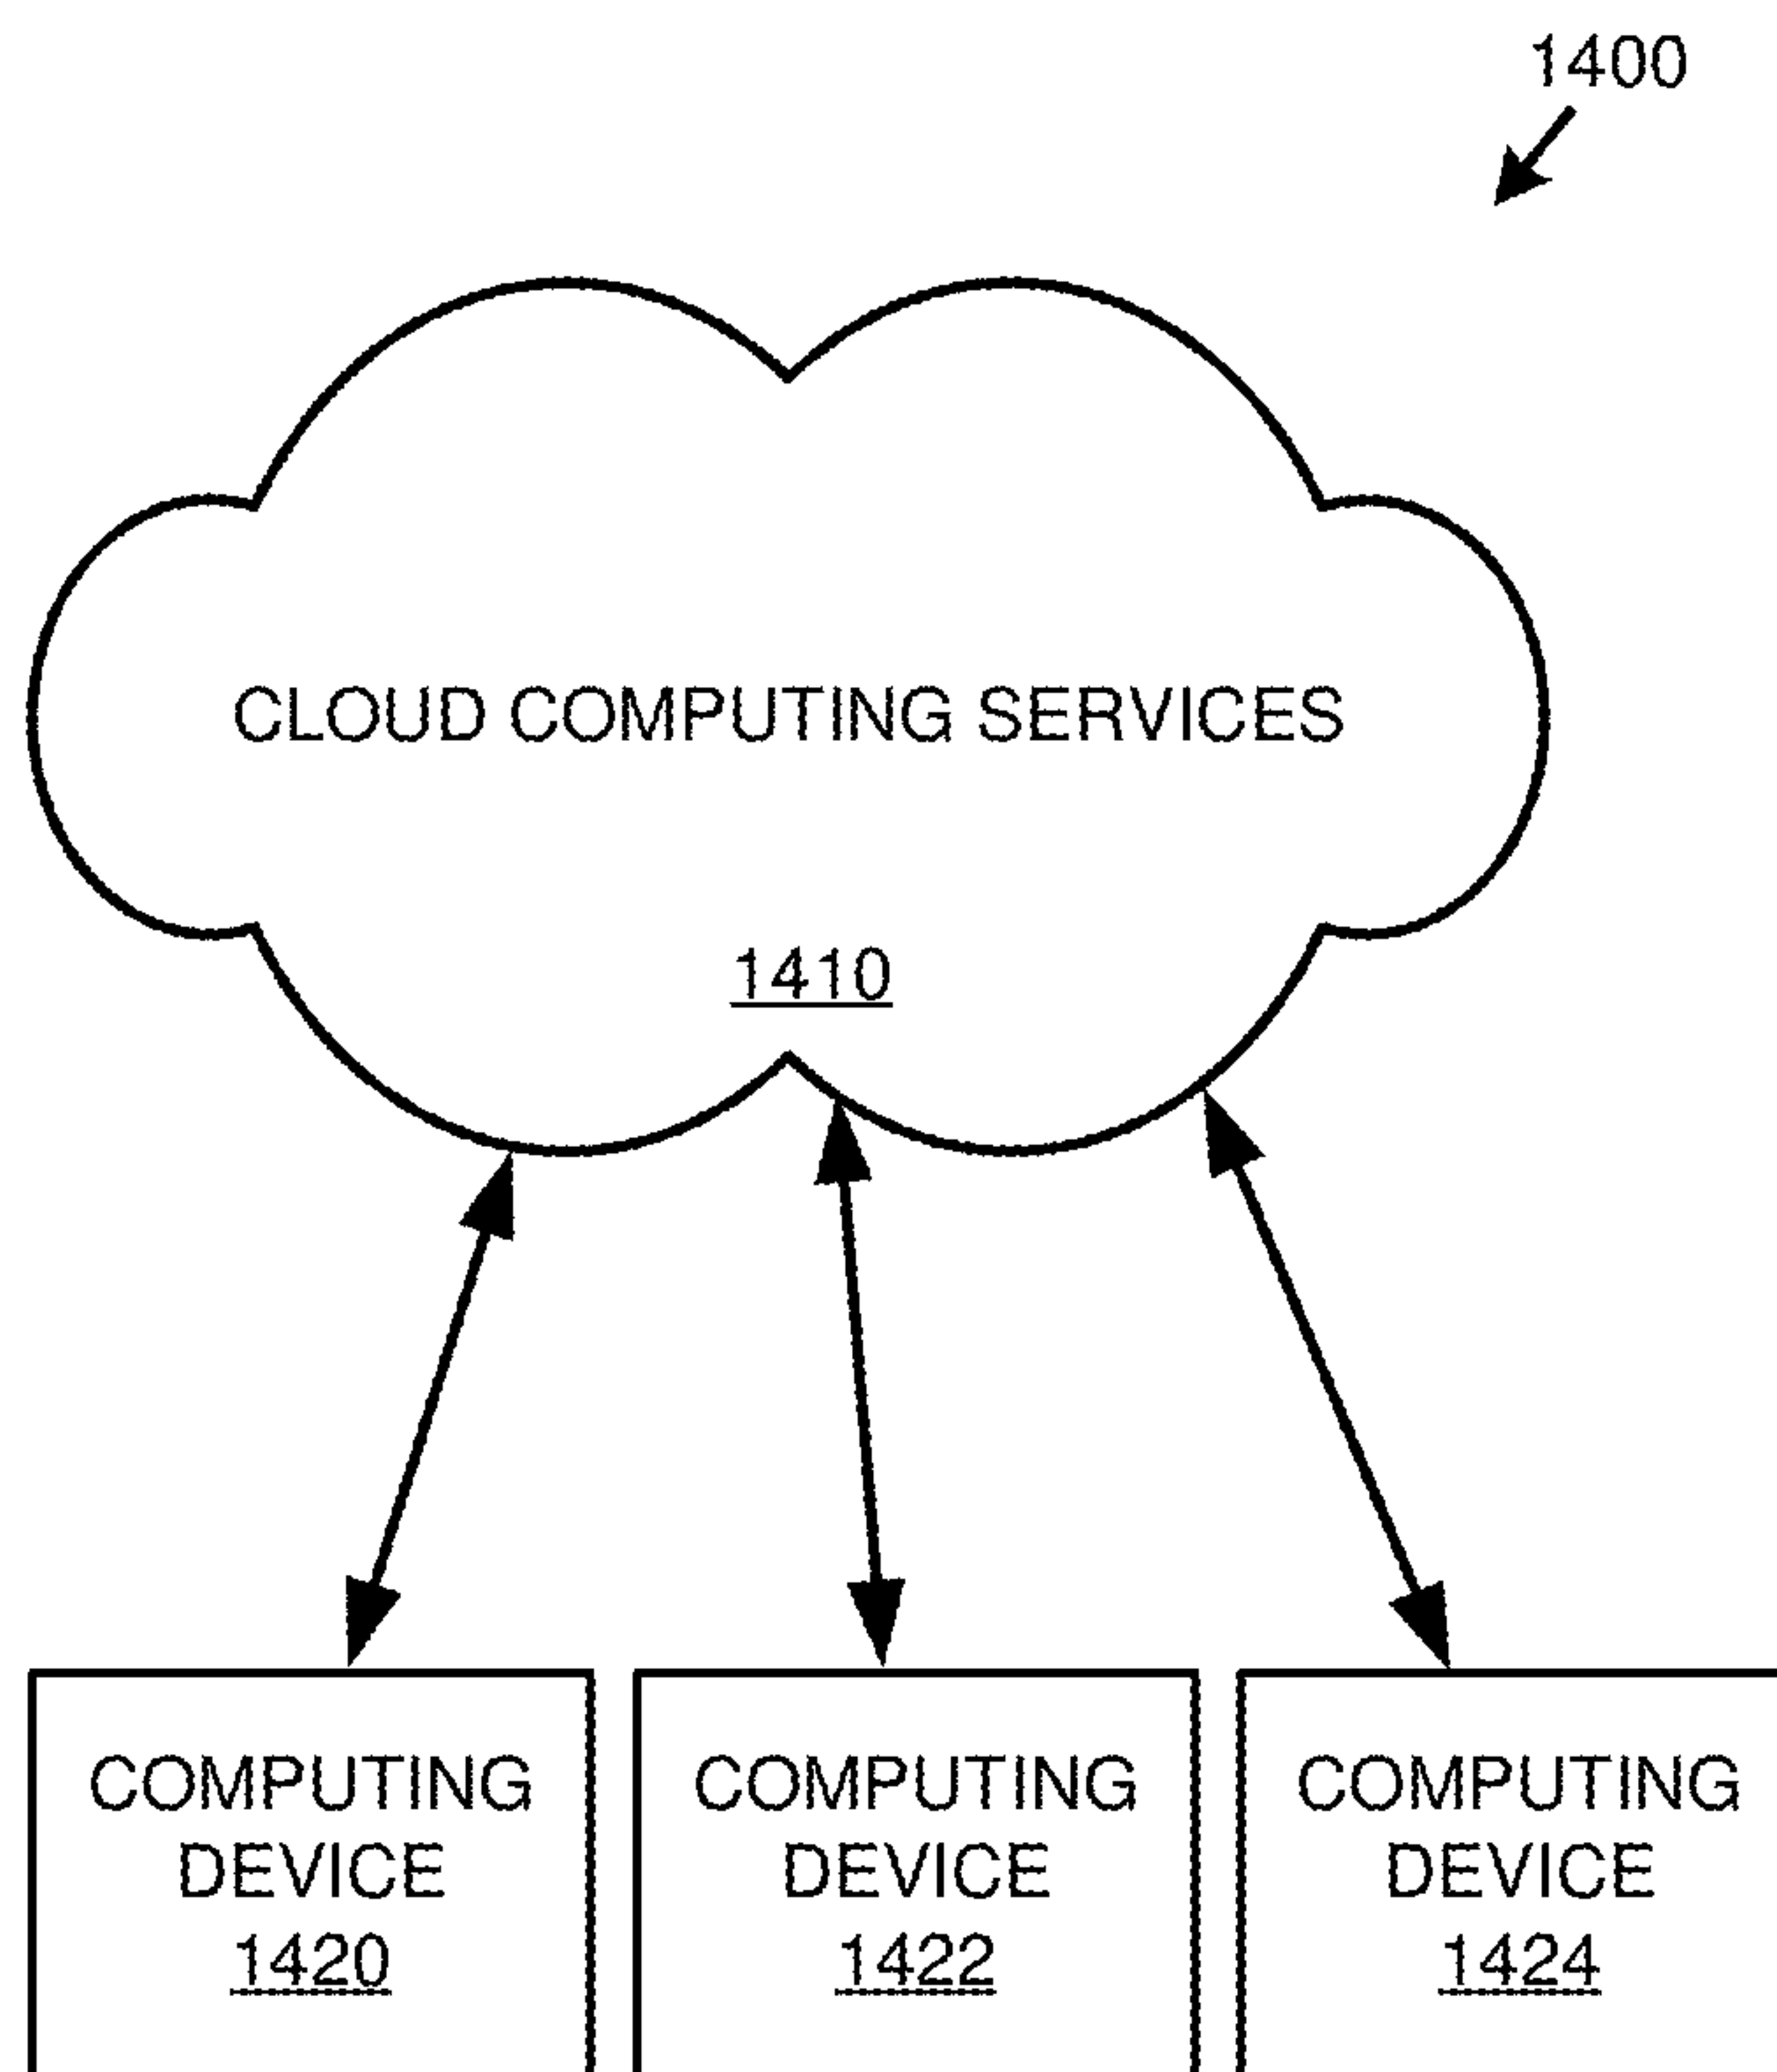 1400
CLOUD COMPUTING SERVICES
1410
COMPUTING
DEVICE
1420
COMPUTING
DEVICE
1422
COMPUTING
DEVICE
1424